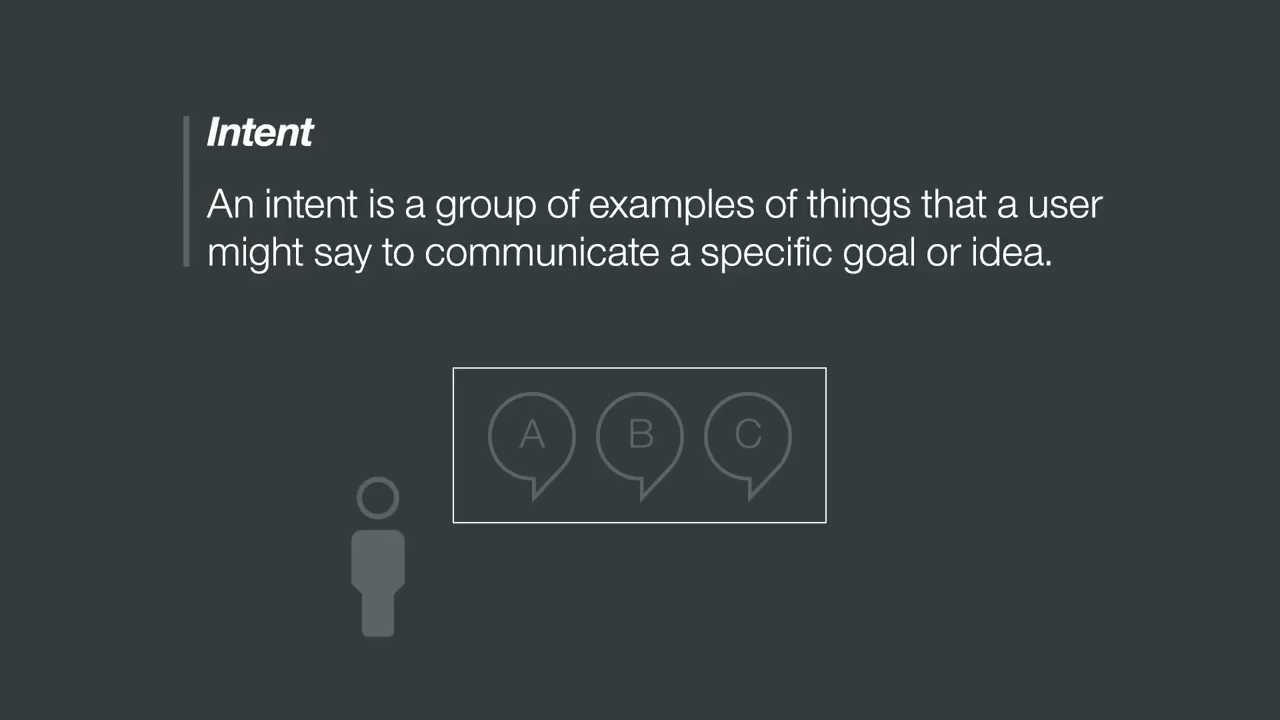 Intent
An intent is a group of examples of things that a user
might say to communicate a specific goal or idea.
A B C